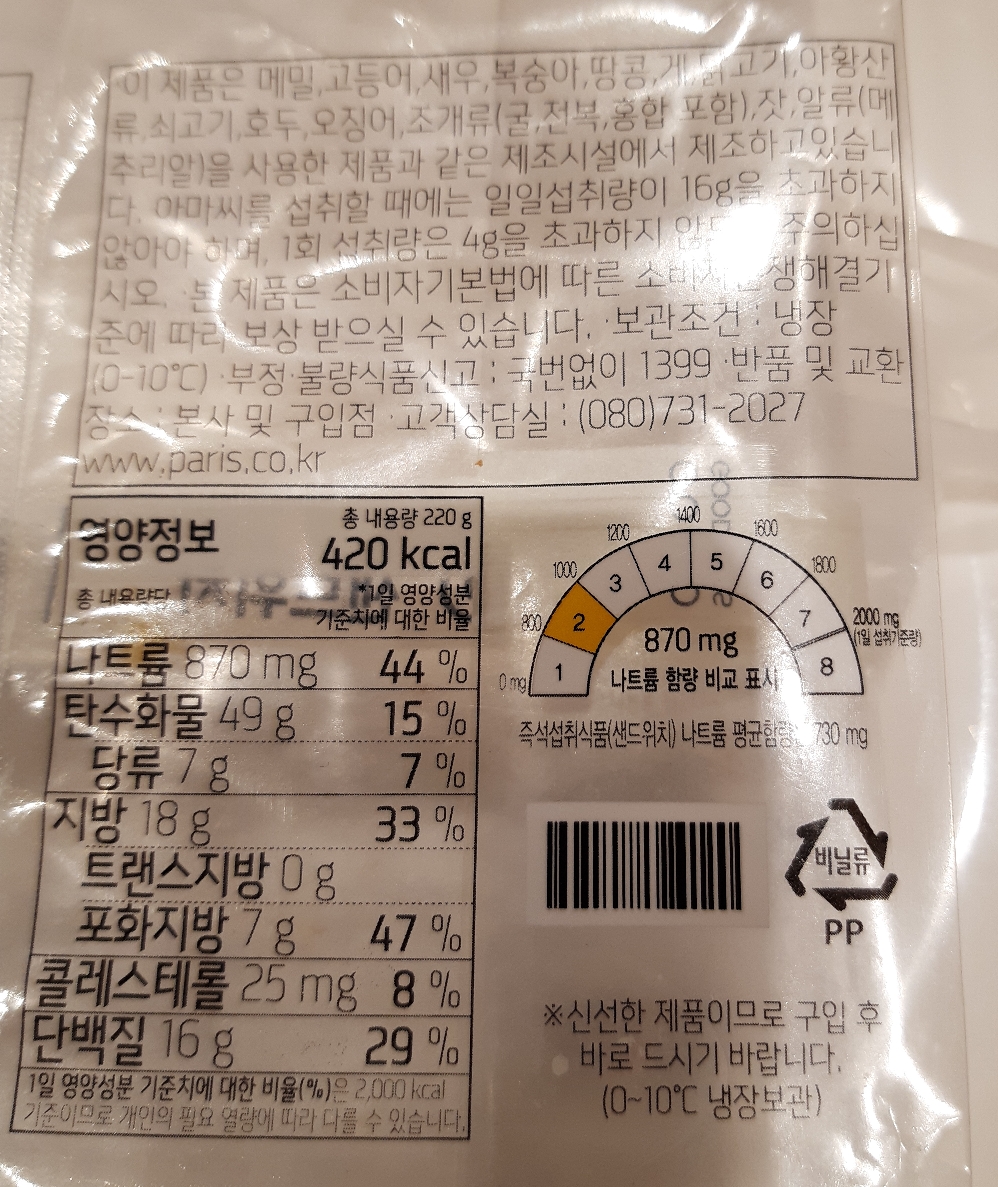 ·이 제품은 메밀,고등어,새우,복숭아,땅콩,게,닭고기,아황산
류,쇠고기,호두,오징어,조개류(굴,전복,홍합 포함),잣,알류(메
추리알)을 사용한 제품과 같은 제조시설에서 제조하고있습니
다. 아마씨를 섭취할 때에는 일일섭취량이 16g을 초과하지
않아야 하며, 1회 섭취량은 4g을 초과하지 주의하십
시오. ·본 제품은 소비자기본법에 따른 기
준에 따라 보상 받으실 수 있습니다. ·보관조건 : 냉장
(0-10℃) ·부정·불량식품신고 : 국번없이 1399 ·반품 및 교환
장소 : 본사 및 구입점 ·고객상담실 : (080)731-2027
www.paris.co.kr
영양정보
총 내용량 220 g
420 kcal
총 내용량당
*1일 영양성분
기준치에 대한 비율
나트륨 870 mg 44 %
탄수화물 49 g 15 %
당류 7 g 7 %
지방 18 g 33 %
트랜스지방 0 g
포화지방 7 g 47 %
콜레스테롤 25 mg 8 %
단백질 16 g 29 %
1일 영양성분 기준치에 대한 비율(%)은 2,000 kcal
기준이므로 개인의 필요 열량에 따라 다를 수 있습니다.
0 mg 800 1000 1200 1400 1600 1800 2000 mg
(1일 섭취기준량)
1 2 3 4 5 6 7 8
870 mg
나트륨 함량 비교 표시
즉석섭취식품(샌드위치) 나트륨 평균함량 730 mg
비닐류
PP
※신선한 제품이므로 구입 후
바로 드시기 바랍니다.
(0~10℃ 냉장보관)